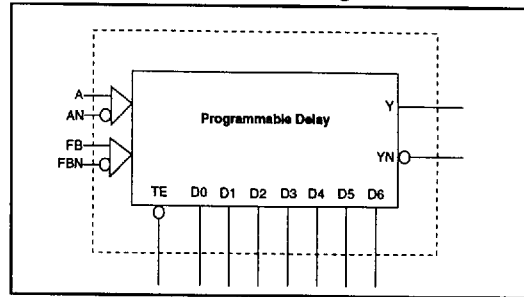 A
AN
FB
FBN
Programmable Delay
Y
YN
TE D0 D1 D2 D3 D4 D5 D6